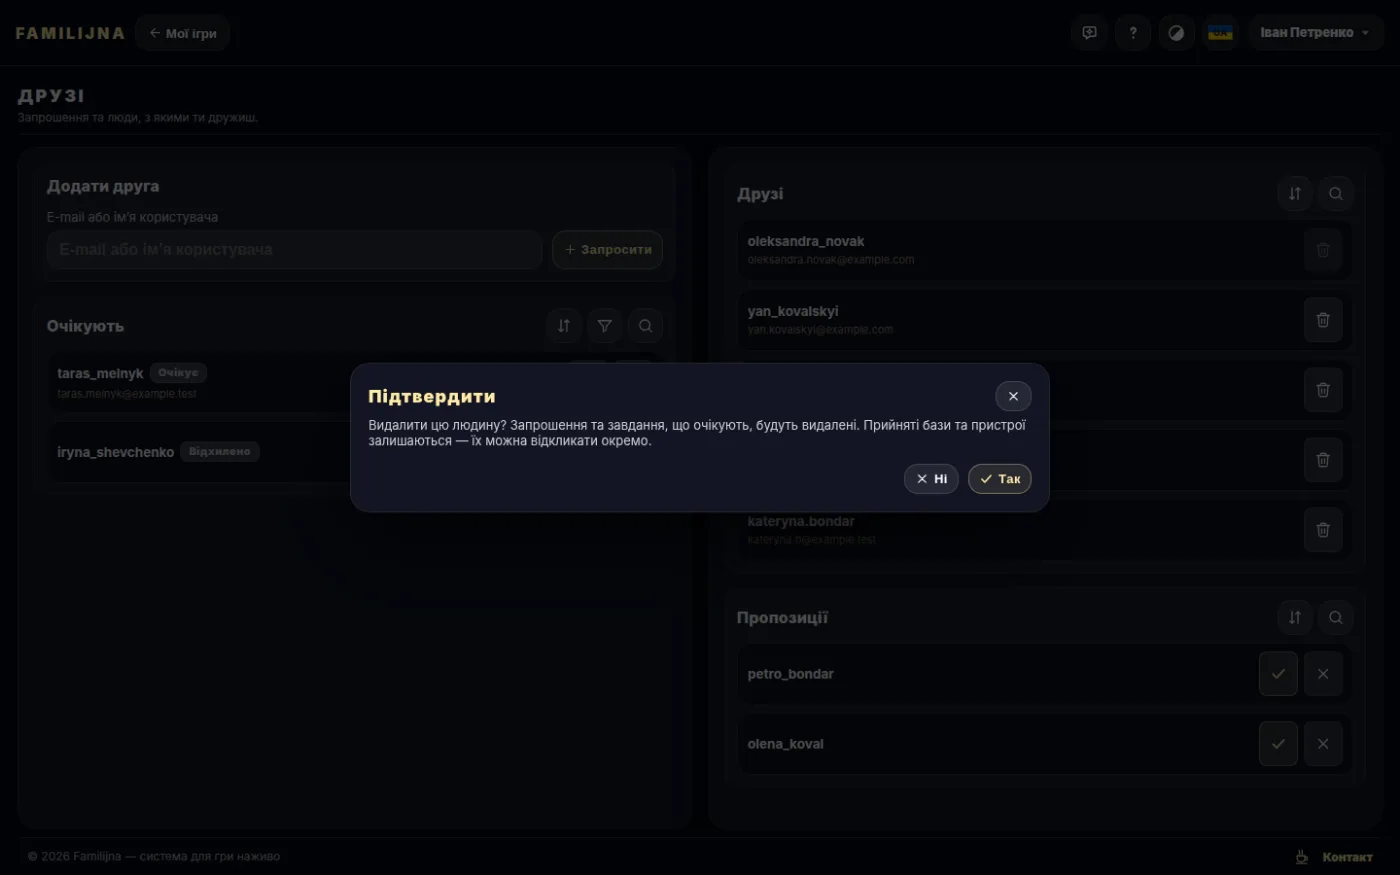 FAMILIJNA
← Мої ігри
?
Іван Петренко
ДРУЗІ
Запрошення та люди, з якими ти дружиш.
Додати друга
E-mail або ім'я користувача
E-mail або ім'я користувача
+ Запросити
Очікують
taras_melnyk Очікує
taras.melnyk@example.test
iryna_shevchenko Відхилено
Друзі
oleksandra_novak
oleksandra.novak@example.com
yan_kovalskyi
yan.kovalskyi@example.com
Підтвердити
Видалити цю людину? Запрошення та завдання, що очікують, будуть видалені. Прийняті бази та пристрої
залишаються — їх можна відкликати окремо.
Ні
Так
kateryna.bondar
kateryna.b@example.test
Пропозиції
petro_bondar
olena_koval
© 2026 Familijna — система для гри наживо
Контакт